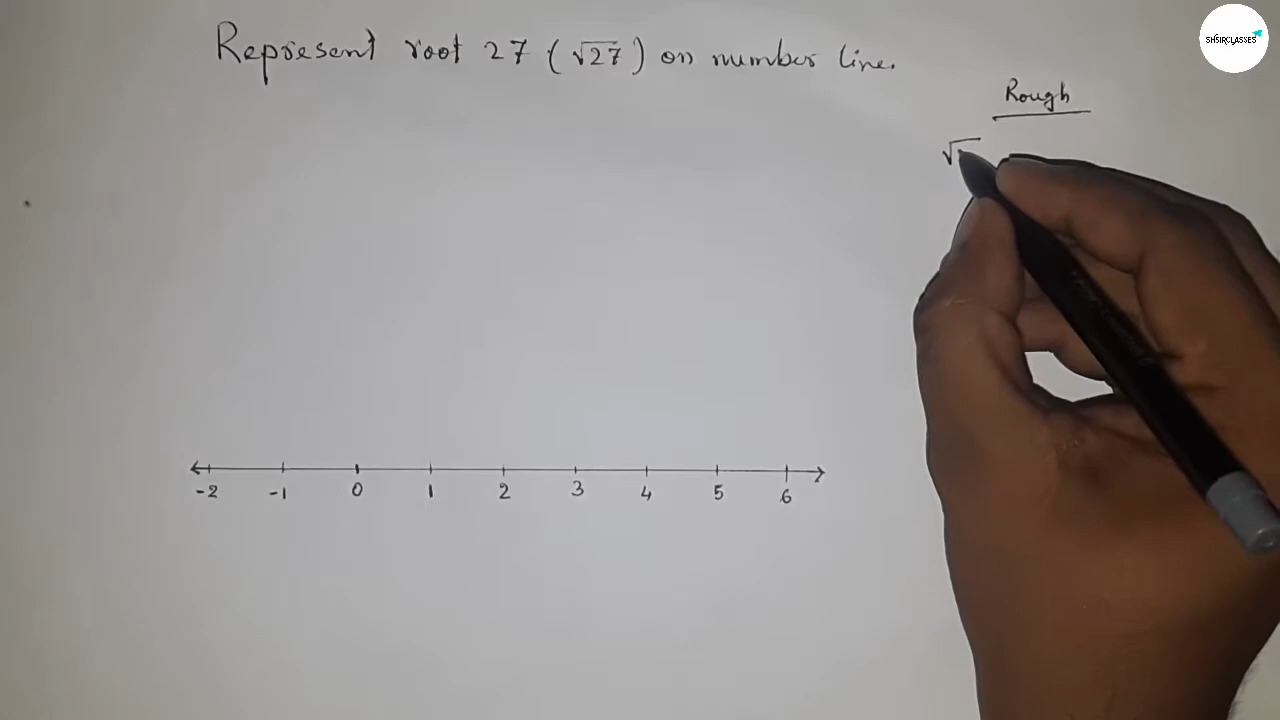 Represent root 27 (√27) on number line.
SHSIRCLASSES
Rough
√
-2 -1 0 1 2 3 4 5 6